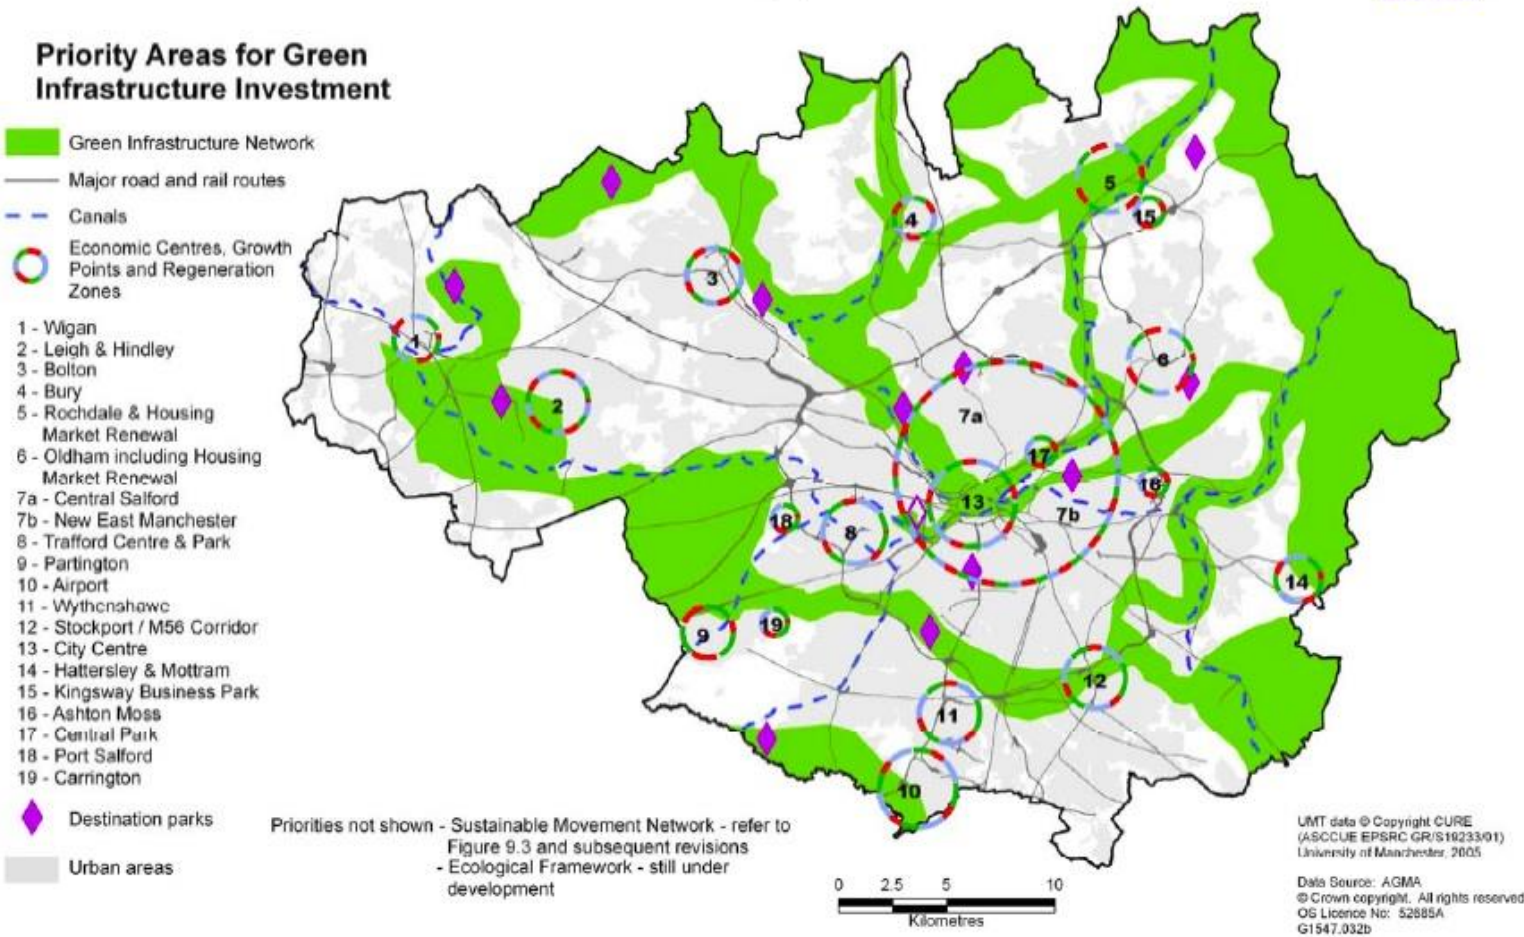 Priority Areas for Green
Infrastructure Investment
Green Infrastructure Network
Major road and rail routes
Canals
Economic Centres, Growth
Points and Regeneration
Zones
1 - Wigan
2 - Leigh & Hindley
3 - Bolton
4 - Bury
5 - Rochdale & Housing
Market Renewal
6 - Oldham including Housing
Market Renewal
7a - Central Salford
7b - New East Manchester
8 - Trafford Centre & Park
9 - Partington
10 - Airport
11 - Wythenshawe
12 - Stockport / M56 Corridor
13 - City Centre
14 - Hattersley & Mottram
15 - Kingsway Business Park
16 - Ashton Moss
17 - Central Park
18 - Port Salford
19 - Carrington
Destination parks
Urban areas
5
15
4
3
1
6
2
7a
17
13
16
7b
18
8
14
9
19
12
11
10
Priorities not shown - Sustainable Movement Network - refer to
Figure 9.3 and subsequent revisions
- Ecological Framework - still under
development
0 2.5 5 10
Kilometres
UMT data © Copyright CURE
(ASCCUE EPSRC GR/S19233/01)
University of Manchester, 2005
Data Source: AGMA
© Crown copyright. All rights reserved
OS Licence No: 52685A
G1547.032b